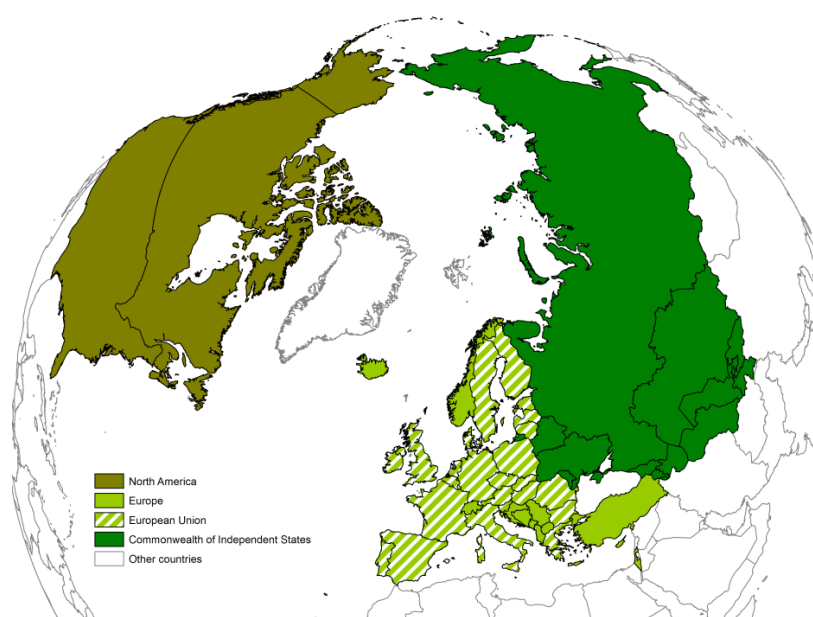 North America
Europe
European Union
Commonwealth of Independent States
Other countries